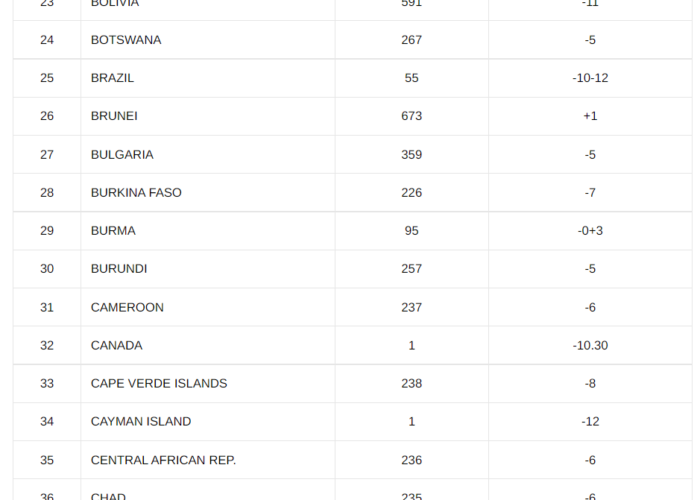 23 BOLIVIA 591 -11
24 BOTSWANA 267 -5
25 BRAZIL 55 -10-12
26 BRUNEI 673 +1
27 BULGARIA 359 -5
28 BURKINA FASO 226 -7
29 BURMA 95 -0+3
30 BURUNDI 257 -5
31 CAMEROON 237 -6
32 CANADA 1 -10.30
33 CAPE VERDE ISLANDS 238 -8
34 CAYMAN ISLAND 1 -12
35 CENTRAL AFRICAN REP. 236 -6
36 CHAD 235 -6